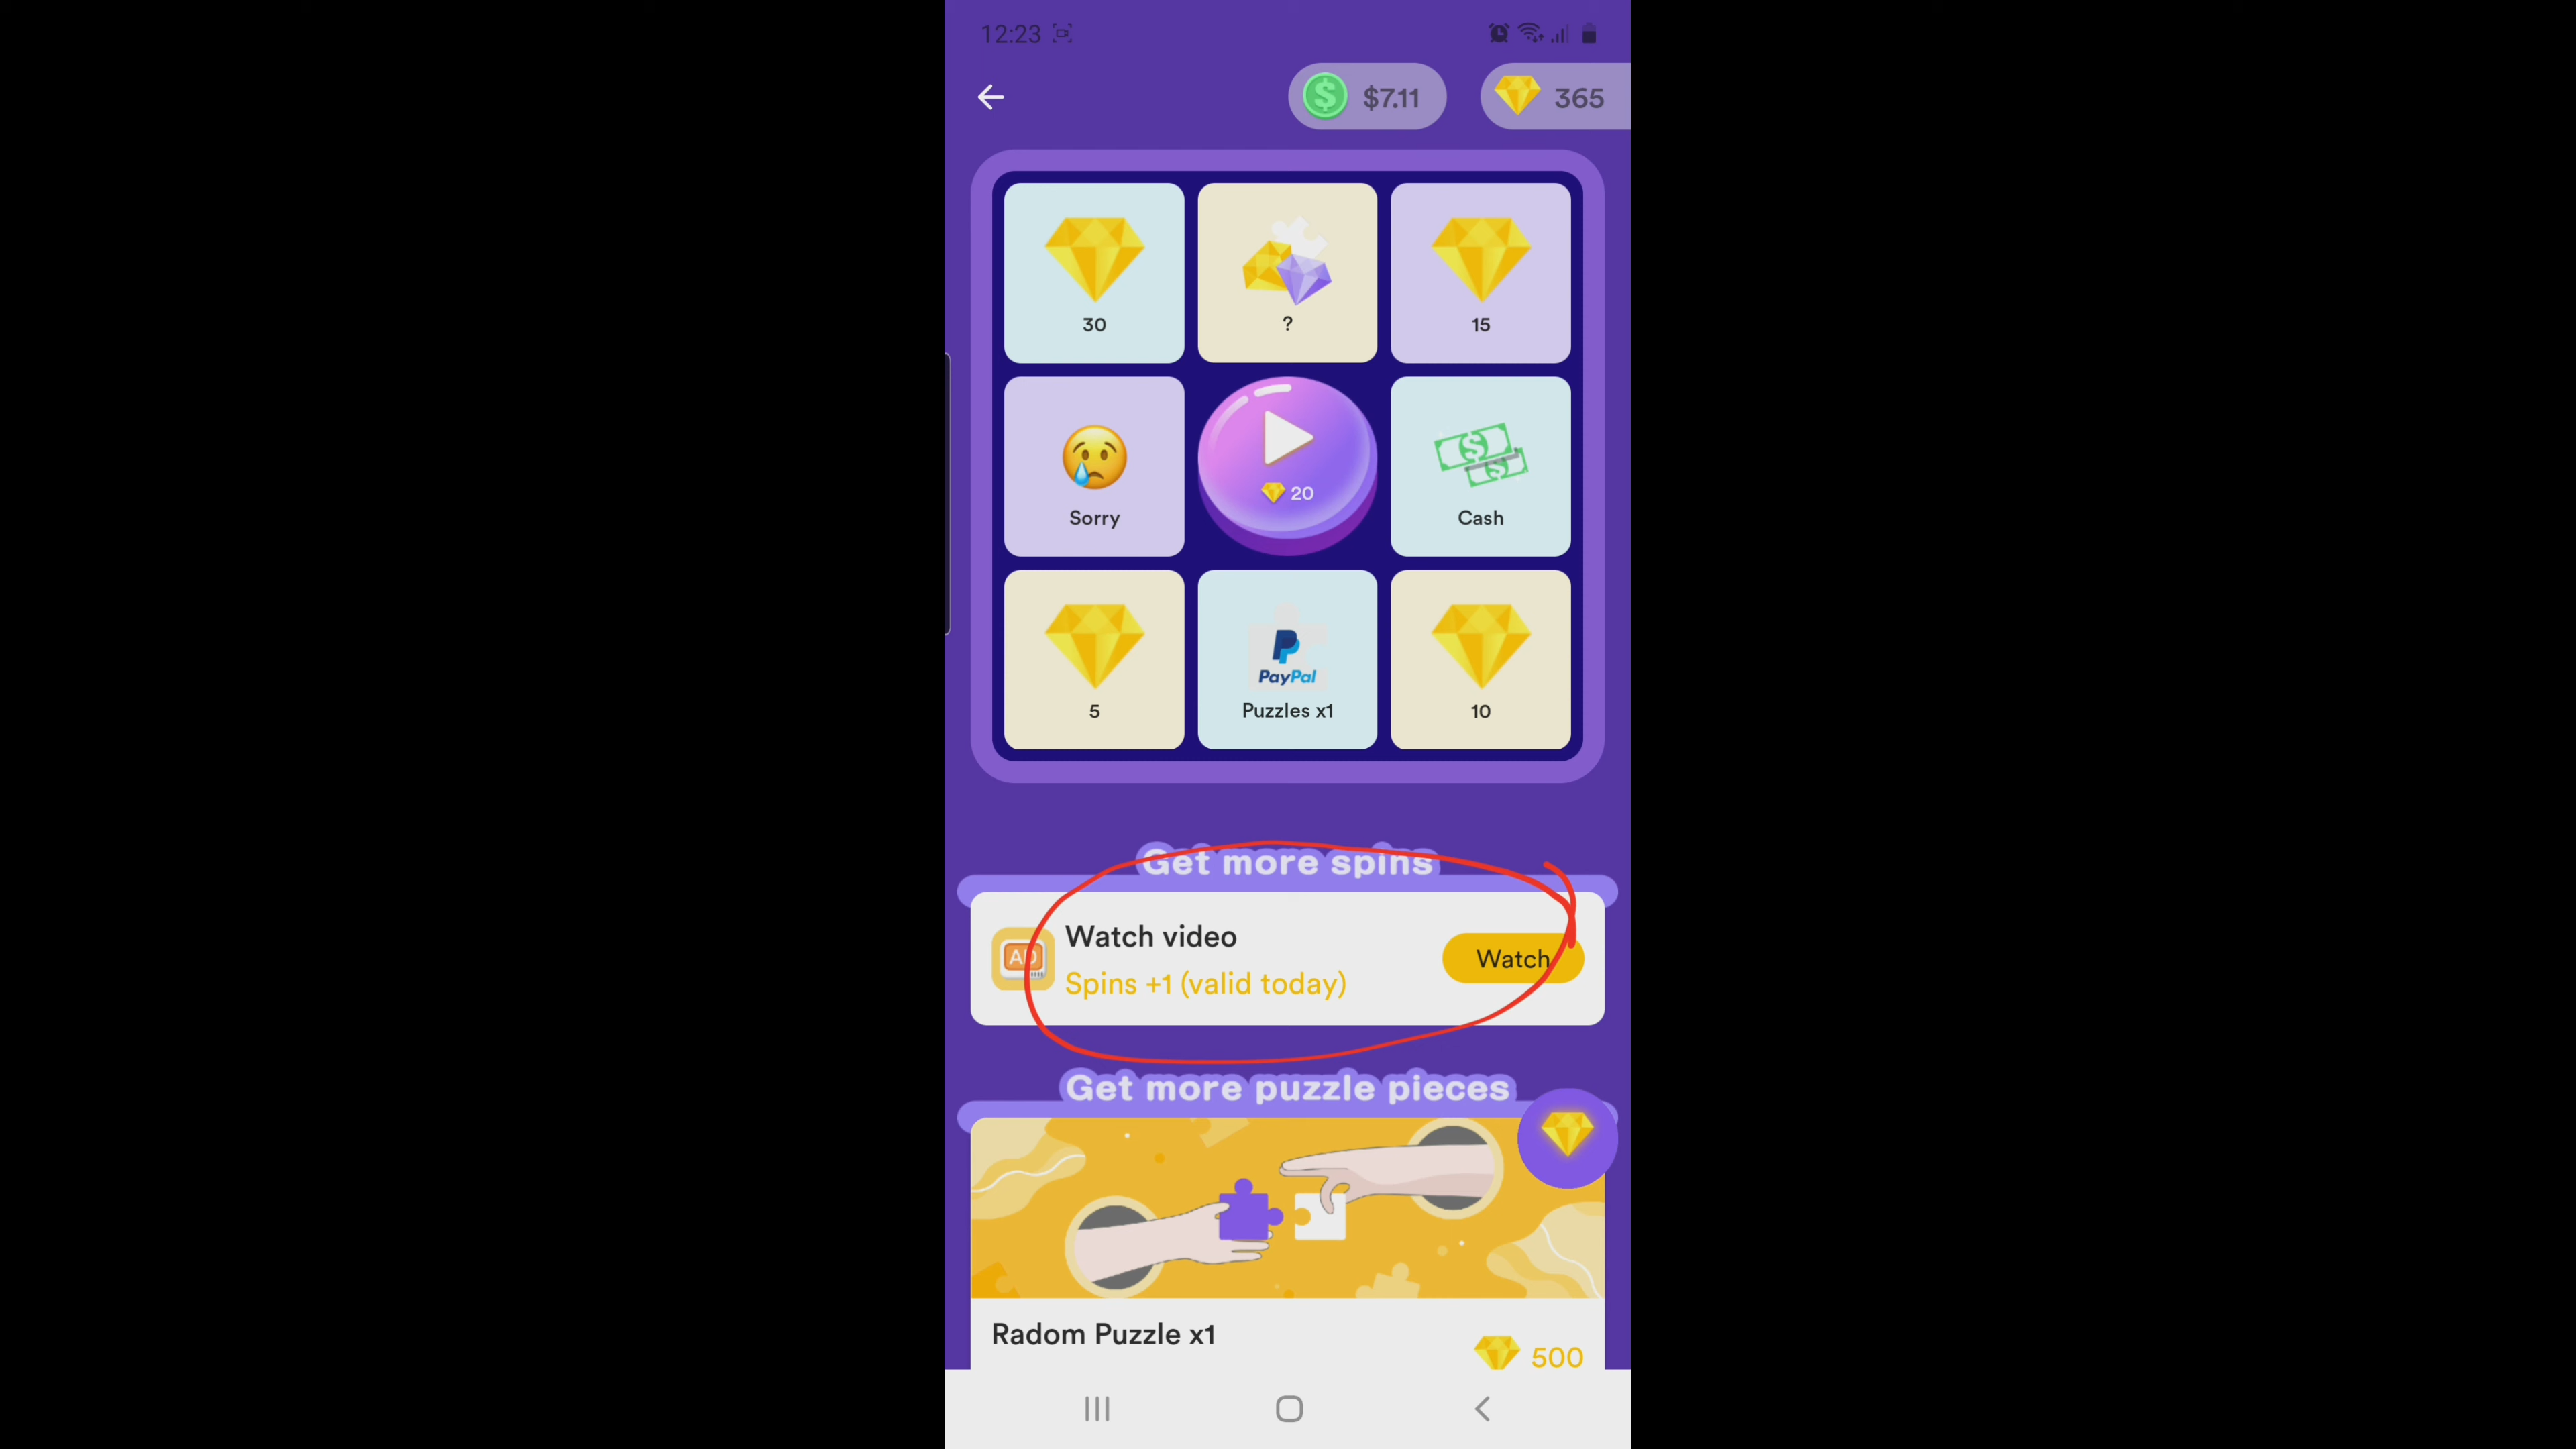 12:23
$7.11
365
30
?
15
Sorry
20
Cash
5
PayPal
Puzzles x1
10
Get more spins
AD
Watch video
Spins +1 (valid today)
Watch
Get more puzzle pieces
Radom Puzzle x1
500